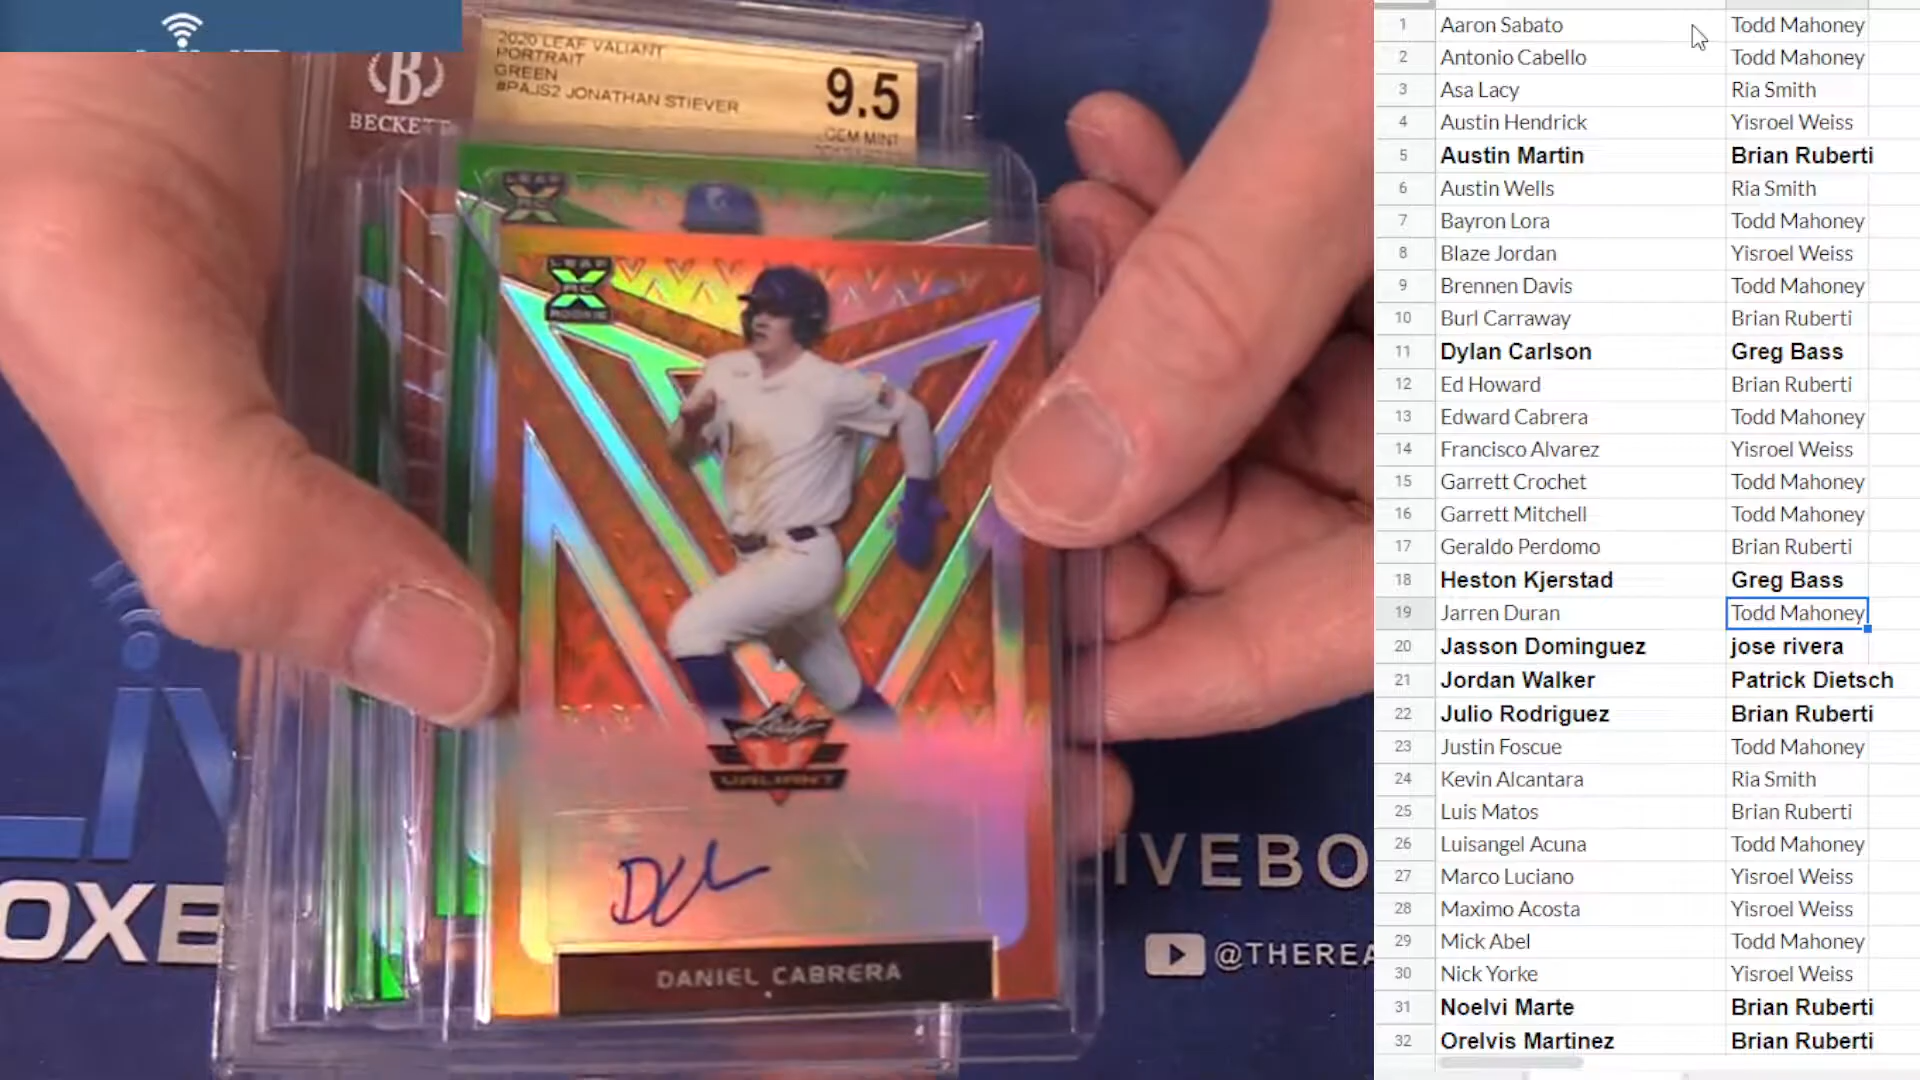 2020 LEAF VALIANT
PORTRAIT
GREEN
#PAJS2 JONATHAN STIEVER
9.5
GEM MINT
B
BECKETT
LEAF
X
RC
LEAF
X
RC
ROOKIE
Leaf
VALIANT
DANIEL CABRERA
OXB
IVEBO
@THEREA
1 Aaron Sabato Todd Mahoney
2 Antonio Cabello Todd Mahoney
3 Asa Lacy Ria Smith
4 Austin Hendrick Yisroel Weiss
5 Austin Martin Brian Ruberti
6 Austin Wells Ria Smith
7 Bayron Lora Todd Mahoney
8 Blaze Jordan Yisroel Weiss
9 Brennen Davis Todd Mahoney
10 Burl Carraway Brian Ruberti
11 Dylan Carlson Greg Bass
12 Ed Howard Brian Ruberti
13 Edward Cabrera Todd Mahoney
14 Francisco Alvarez Yisroel Weiss
15 Garrett Crochet Todd Mahoney
16 Garrett Mitchell Todd Mahoney
17 Geraldo Perdomo Brian Ruberti
18 Heston Kjerstad Greg Bass
19 Jarren Duran Todd Mahoney
20 Jasson Dominguez jose rivera
21 Jordan Walker Patrick Dietsch
22 Julio Rodriguez Brian Ruberti
23 Justin Foscue Todd Mahoney
24 Kevin Alcantara Ria Smith
25 Luis Matos Brian Ruberti
26 Luisangel Acuna Todd Mahoney
27 Marco Luciano Yisroel Weiss
28 Maximo Acosta Yisroel Weiss
29 Mick Abel Todd Mahoney
30 Nick Yorke Yisroel Weiss
31 Noelvi Marte Brian Ruberti
32 Orelvis Martinez Brian Ruberti